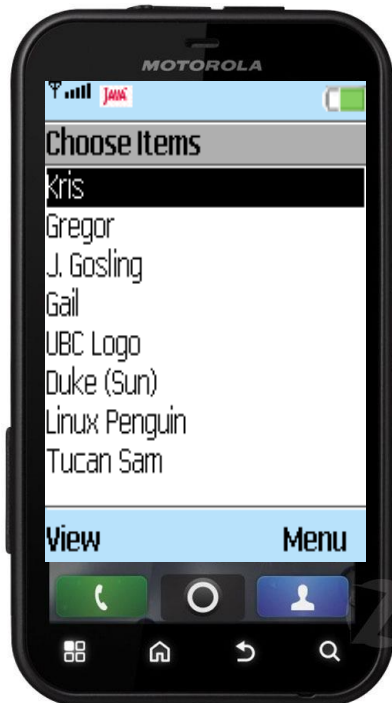 MOTOROLA
JAVA
Choose Items
Kris
Gregor
J. Gosling
Gail
UBC Logo
Duke (Sun)
Linux Penguin
Tucan Sam
View Menu